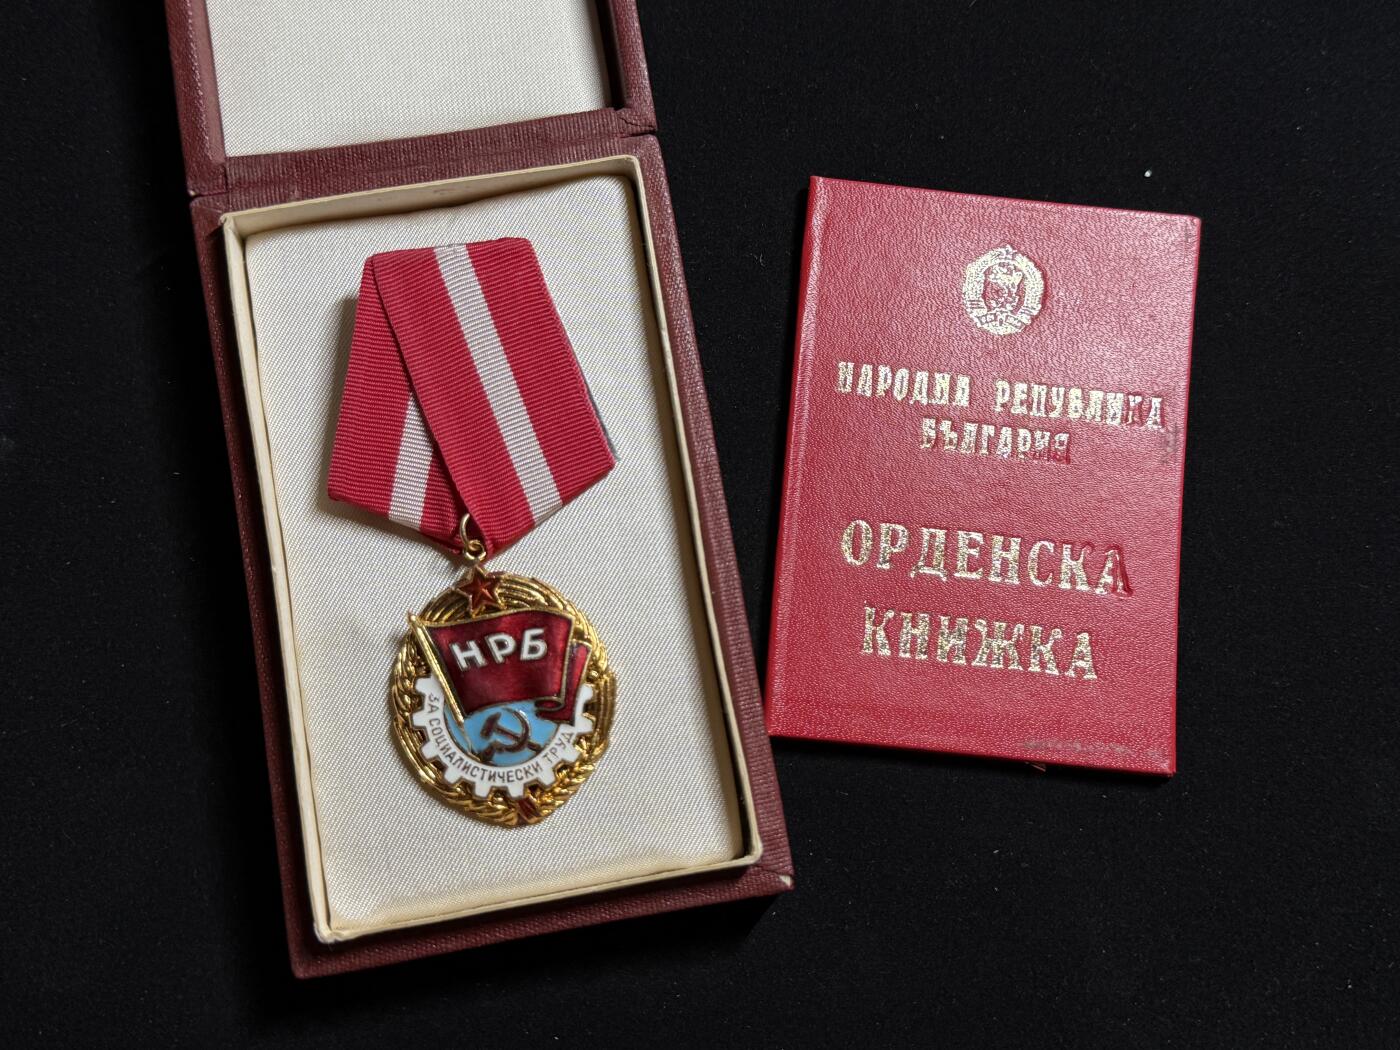 НРБ
ЗА СОЦИАЛИСТИЧЕСКИ ТРУД
НАРОДНА РЕПУБЛИКА
БЪЛГАРИЯ
ОРДЕНСКА
КНИЖКА